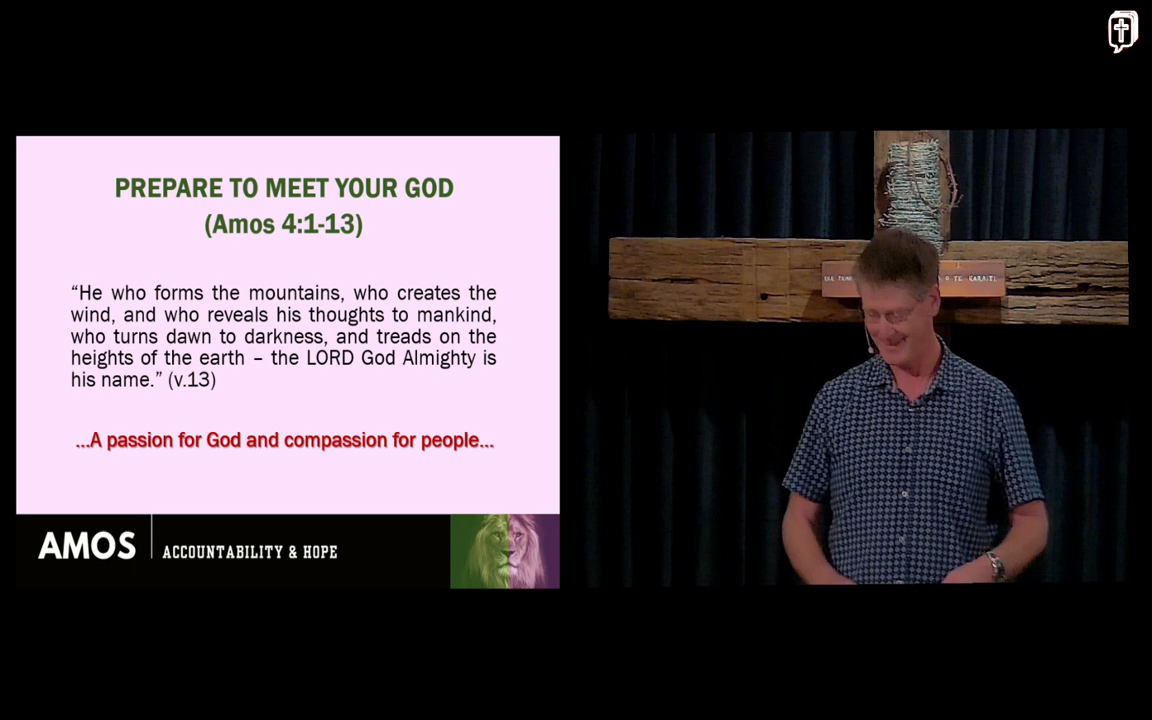 PREPARE TO MEET YOUR GOD
(Amos 4:1-13)
“He who forms the mountains, who creates the
wind, and who reveals his thoughts to mankind,
who turns dawn to darkness, and treads on the
heights of the earth – the LORD God Almighty is
his name.” (v.13)
...A passion for God and compassion for people...
AMOS
ACCOUNTABILITY & HOPE
TE KARAITI